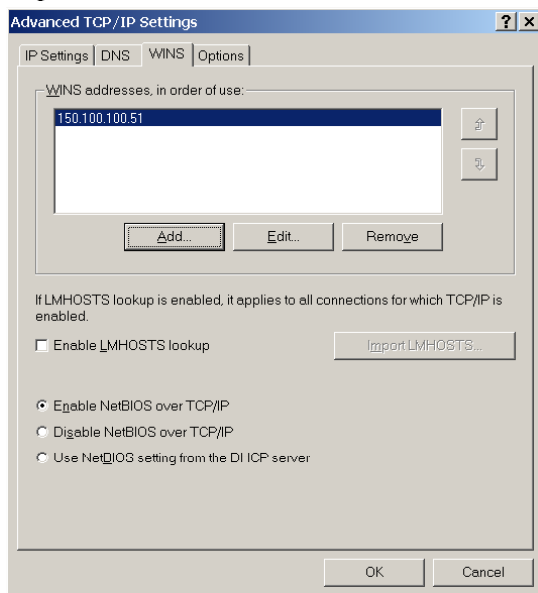 Advanced TCP/IP Settings ? ×
IP Settings DNS WINS Options
WINS addresses, in order of use:
150.100.100.51
Add... Edit... Remove
If LMHOSTS lookup is enabled, it applies to all connections for which TCP/IP is
enabled.
Enable LMHOSTS lookup Import LMHOSTS...
Enable NetBIOS over TCP/IP
Disable NetBIOS over TCP/IP
Use NetDIOS setting from the DI ICP server
OK Cancel